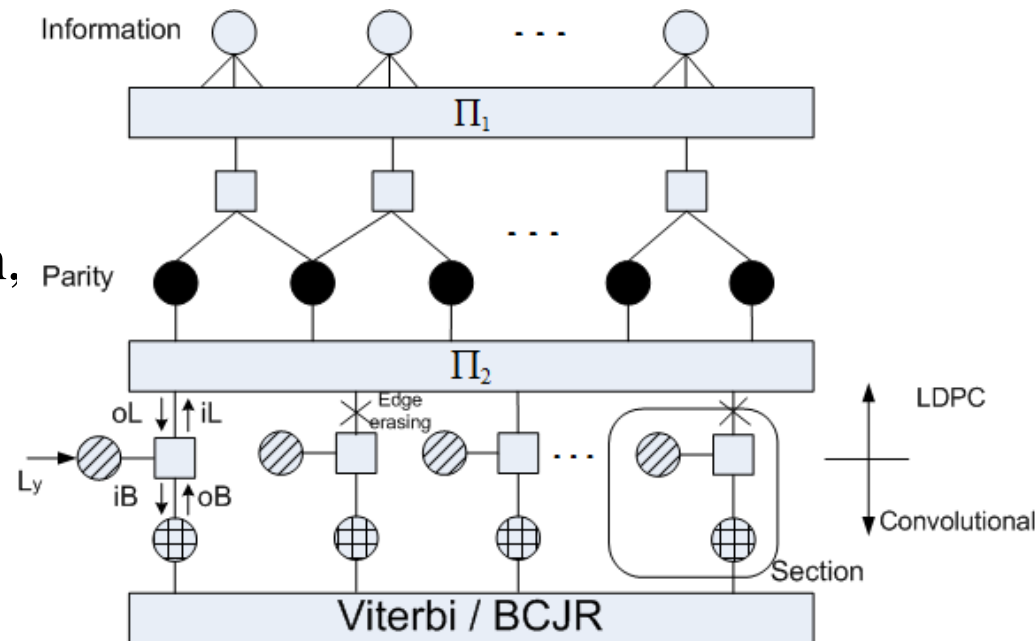 Information
- - -
Π₁
- - -
n,
Parity
Π₂
oL iL
Edge
erasing
LDPC
Ly
- - -
iB oB
Convolutional
Section
Viterbi / BCJR